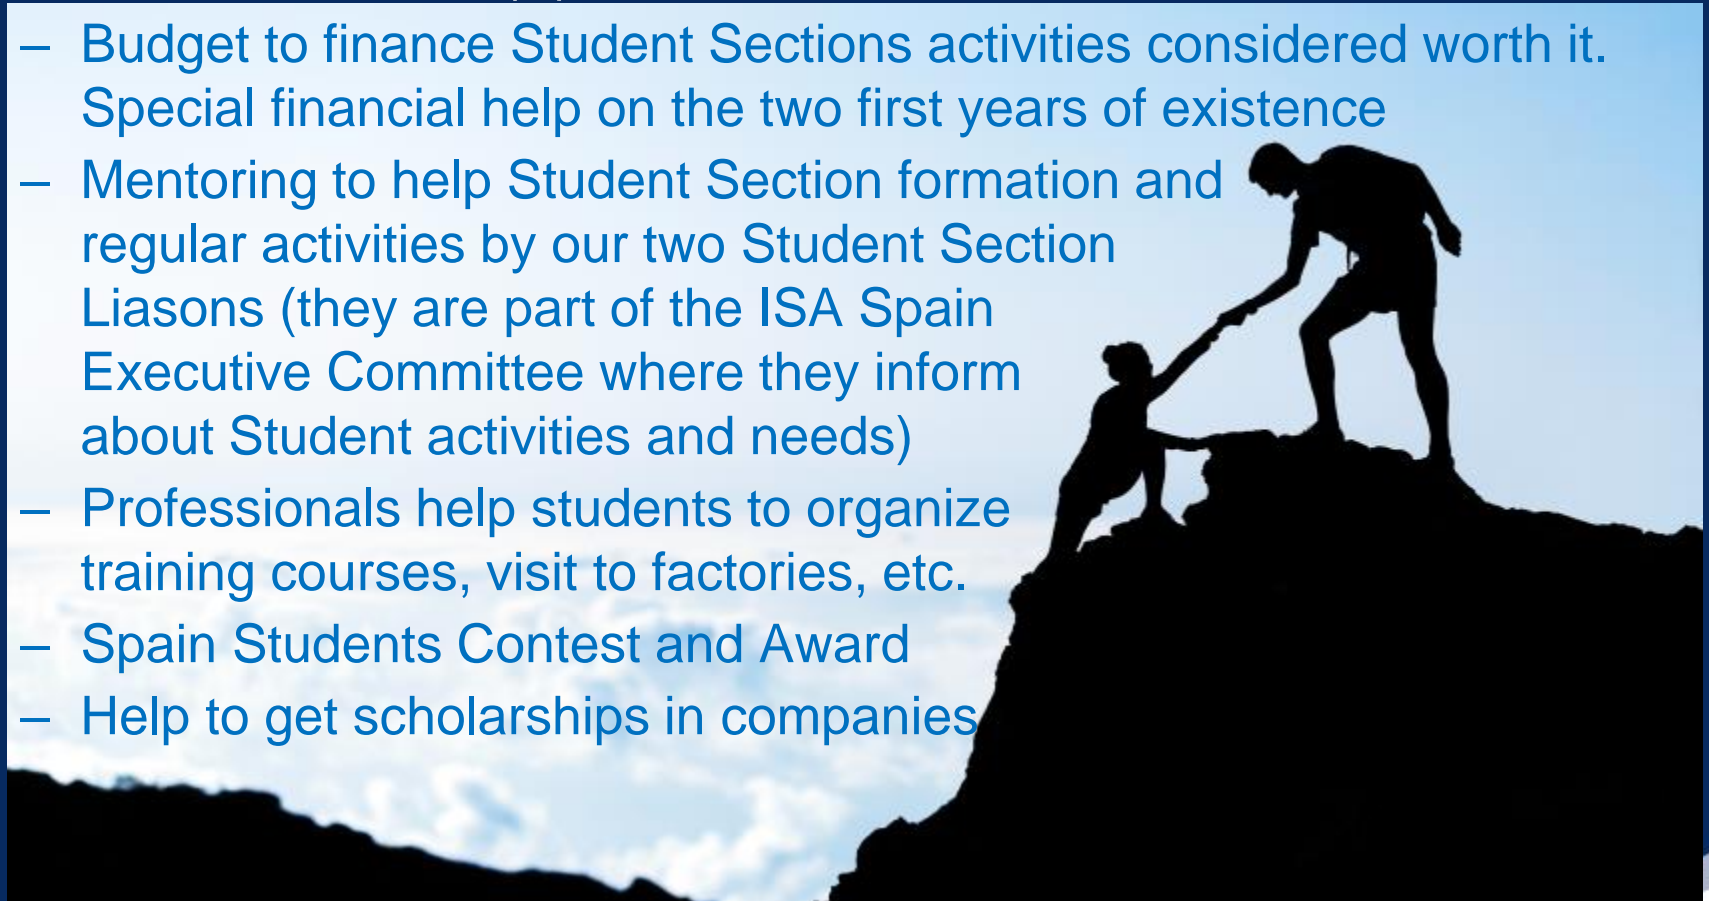 – Budget to finance Student Sections activities considered worth it.
Special financial help on the two first years of existence
– Mentoring to help Student Section formation and
regular activities by our two Student Section
Liasons (they are part of the ISA Spain
Executive Committee where they inform
about Student activities and needs)
– Professionals help students to organize
training courses, visit to factories, etc.
– Spain Students Contest and Award
– Help to get scholarships in companies